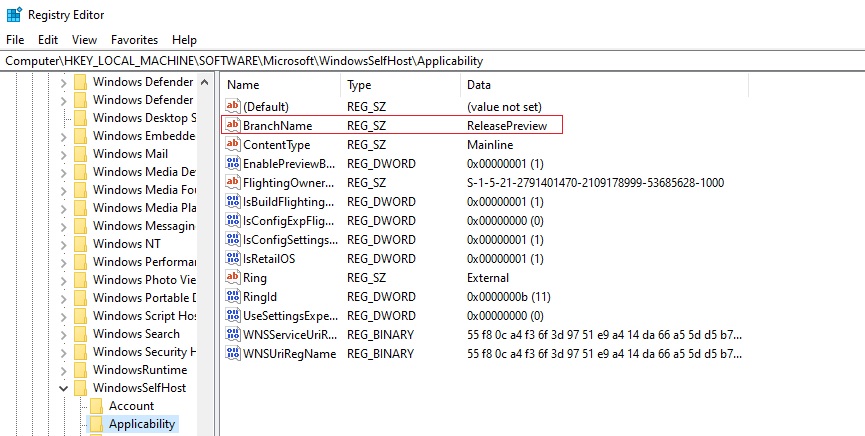 Registry Editor
File Edit View Favorites Help
Computer\HKEY_LOCAL_MACHINE\SOFTWARE\Microsoft\WindowsSelfHost\Applicability
Windows Defender
Windows Defender
Windows Desktop S
Windows Embedde
Windows Mail
Windows Media De
Windows Media Fou
Windows Media Pla
Windows Messagin
Windows NT
Windows Performa
Windows Photo Vie
Windows Portable D
Windows Script Hos
Windows Search
Windows Security H
WindowsRuntime
WindowsSelfHost
Account
Applicability
Name Type Data
(Default) REG_SZ (value not set)
BranchName REG_SZ ReleasePreview
ContentType REG_SZ Mainline
EnablePreviewB... REG_DWORD 0x00000001 (1)
FlightingOwner... REG_SZ S-1-5-21-2791401470-2109178999-53685628-1000
IsBuildFlighting... REG_DWORD 0x00000001 (1)
IsConfigExpFlig... REG_DWORD 0x00000000 (0)
IsConfigSettings... REG_DWORD 0x00000001 (1)
IsRetailOS REG_DWORD 0x00000001 (1)
Ring REG_SZ External
RingId REG_DWORD 0x0000000b (11)
UseSettingsExpe... REG_DWORD 0x00000000 (0)
WNSServiceUriR... REG_BINARY 55 f8 0c a4 f3 6f 3d 97 51 e9 a4 14 da 66 a5 5d d5 b7...
WNSUriRegName REG_BINARY 55 f8 0c a4 f3 6f 3d 97 51 e9 a4 14 da 66 a5 5d d5 b7...